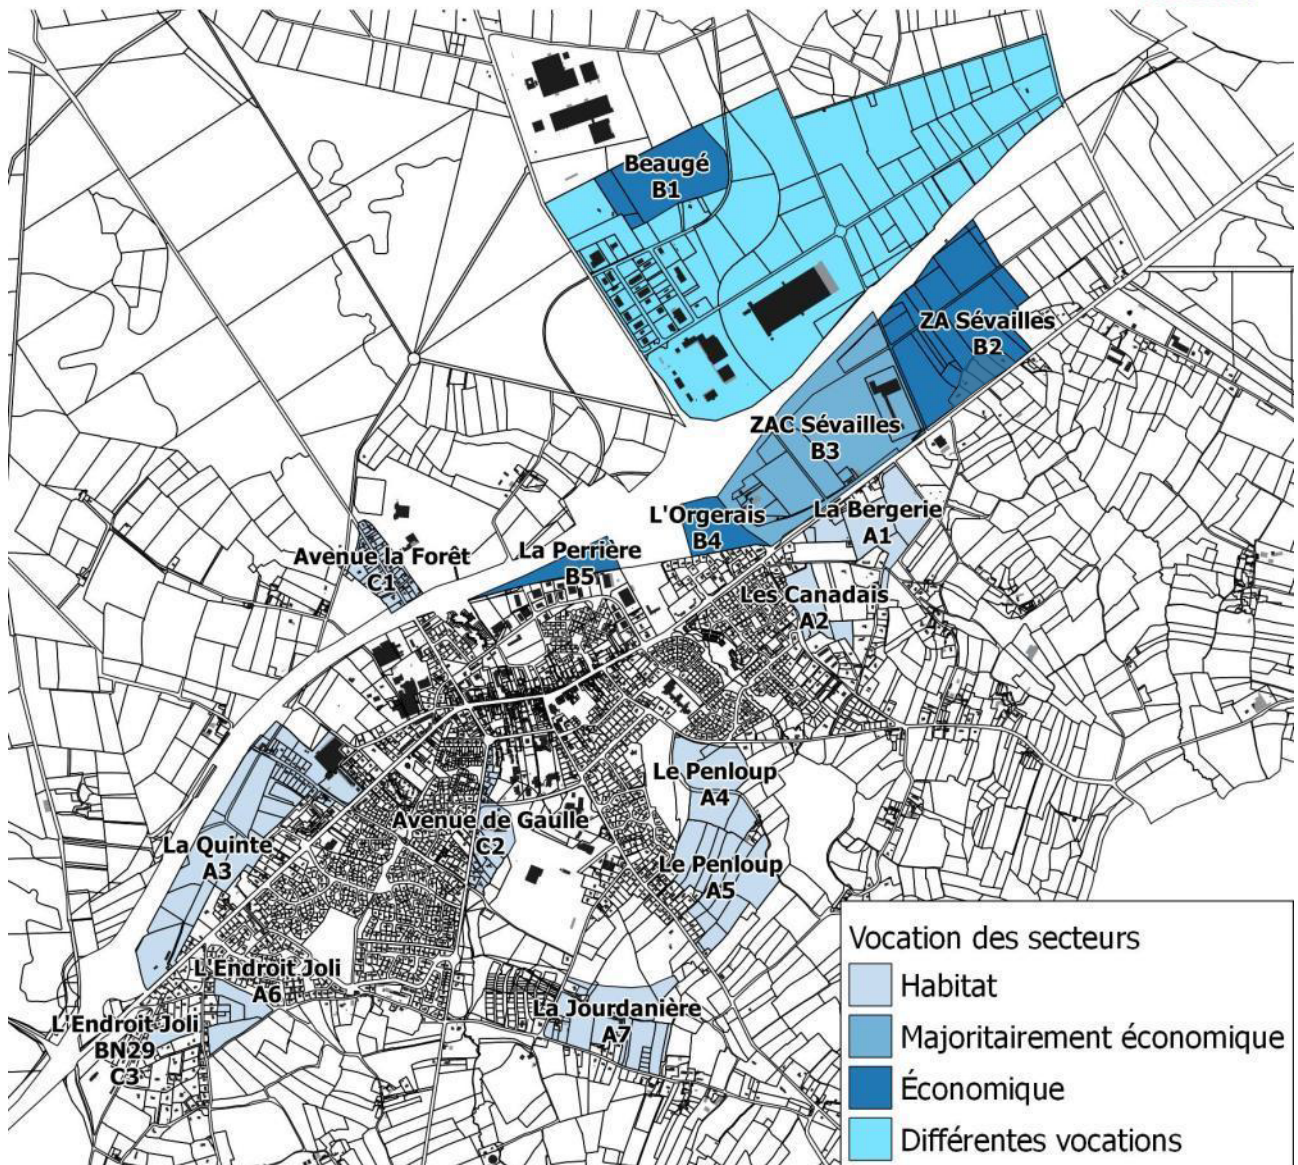 Beaugé
B1
ZA Sévailles
B2
ZAC Sévailles
B3
La Bergerie
A1
L'Orgerais
B4
La Perrière
B5
Avenue la Forêt
C1
Les Canadais
A2
Le Penloup
A4
Avenue de Gaulle
C2
La Quinte
A3
Le Penloup
A5
L'Endroit Joli
A6
La Jourdanière
A7
L'Endroit Joli
BN29
C3
Vocation des secteurs
Habitat
Majoritairement économique
Économique
Différentes vocations